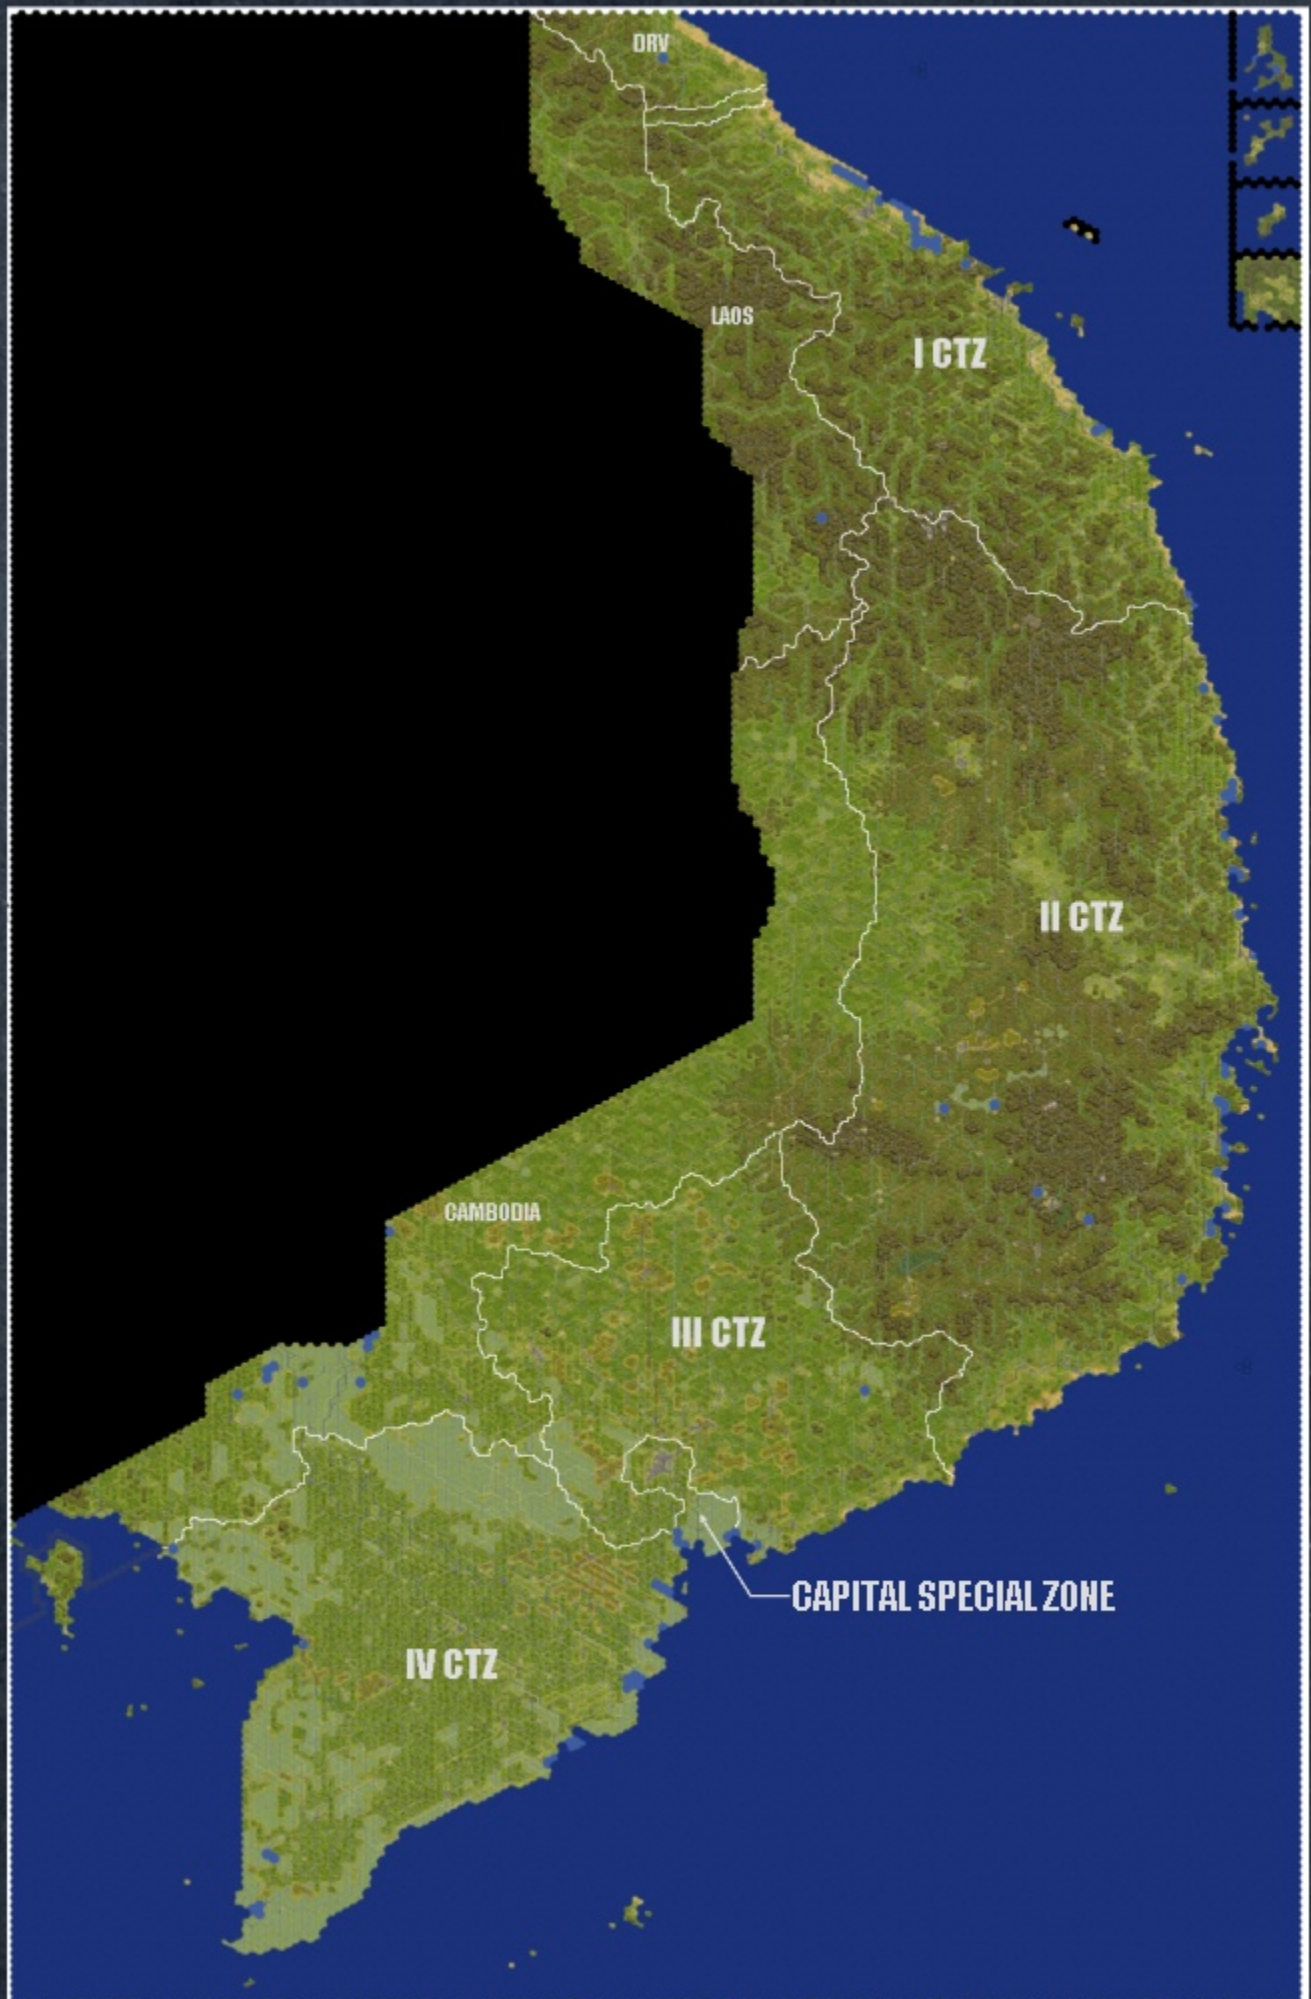 DRV
LAOS
I CTZ
II CTZ
CAMBODIA
III CTZ
CAPITAL SPECIAL ZONE
IV CTZ